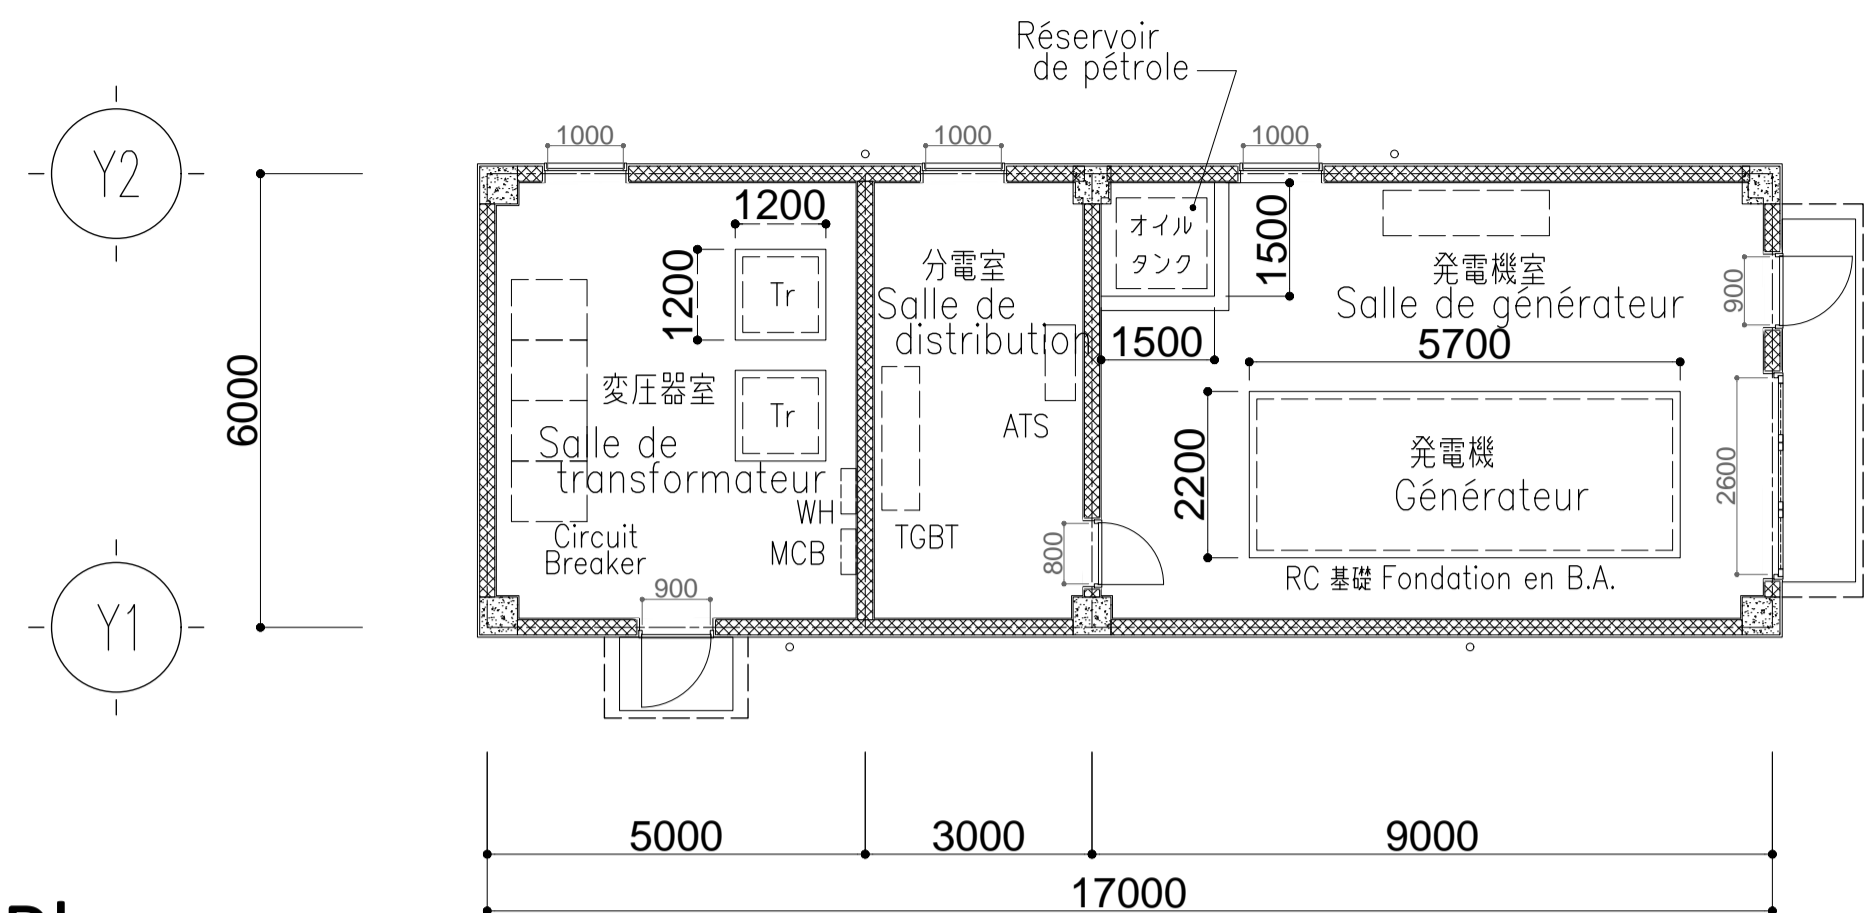 Réservoir
de pétrole
Y2
1000
1000
1000
1200
1200
Tr
Tr
変圧器室
Salle de
transformateur
WH
MCB
Circuit
Breaker
900
分電室
Salle de
distribution
ATS
TGBT
800
オイル
タンク
1500
1500
発電機室
Salle de générateur
5700
2200
発電機
Générateur
RC 基礎 Fondation en B.A.
900
2600
6000
Y1
5000
3000
9000
17000